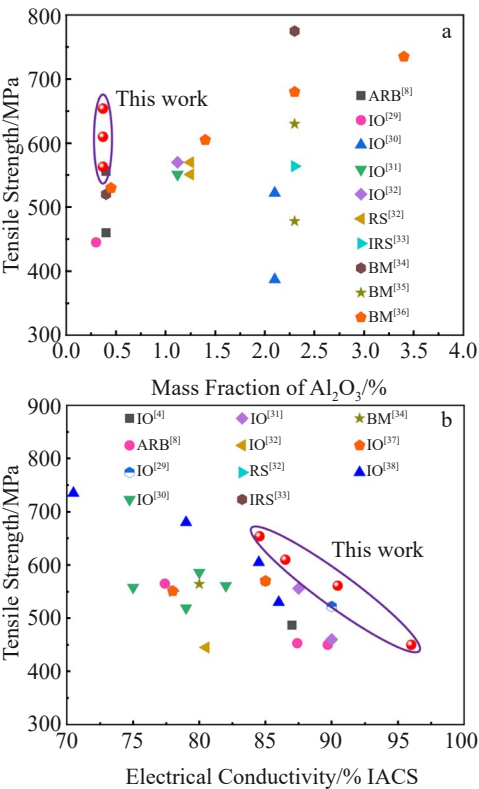 800
a
This work
700
600
500
400
300
Tensile Strength/MPa
ARB[8]
IO[29]
IO[30]
IO[31]
IO[32]
RS[32]
IRS[33]
BM[34]
BM[35]
BM[36]
0.0 0.5 1.0 1.5 2.0 2.5 3.0 3.5 4.0
Mass Fraction of Al₂O₃/%
900
b
IO[4] IO[31] BM[34]
ARB[8] IO[32] IO[37]
IO[29] RS[32] IO[38]
IO[30] IRS[33]
800
700
600
500
400
300
This work
Tensile Strength/MPa
70 75 80 85 90 95 100
Electrical Conductivity/% IACS